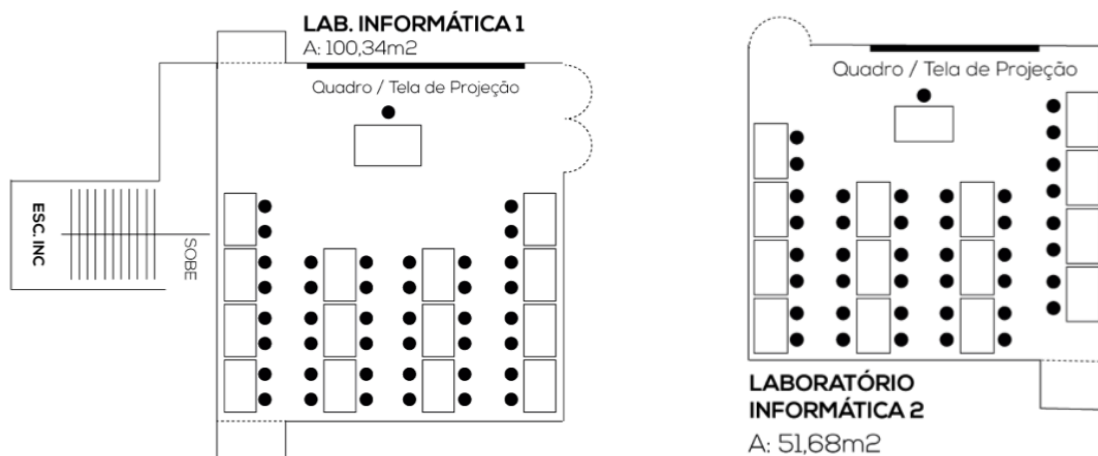 LAB. INFORMÁTICA 1
A: 100,34m2
Quadro / Tela de Projeção
ESC. INC
SOBE
Quadro / Tela de Projeção
LABORATÓRIO
INFORMÁTICA 2
A: 51,68m2